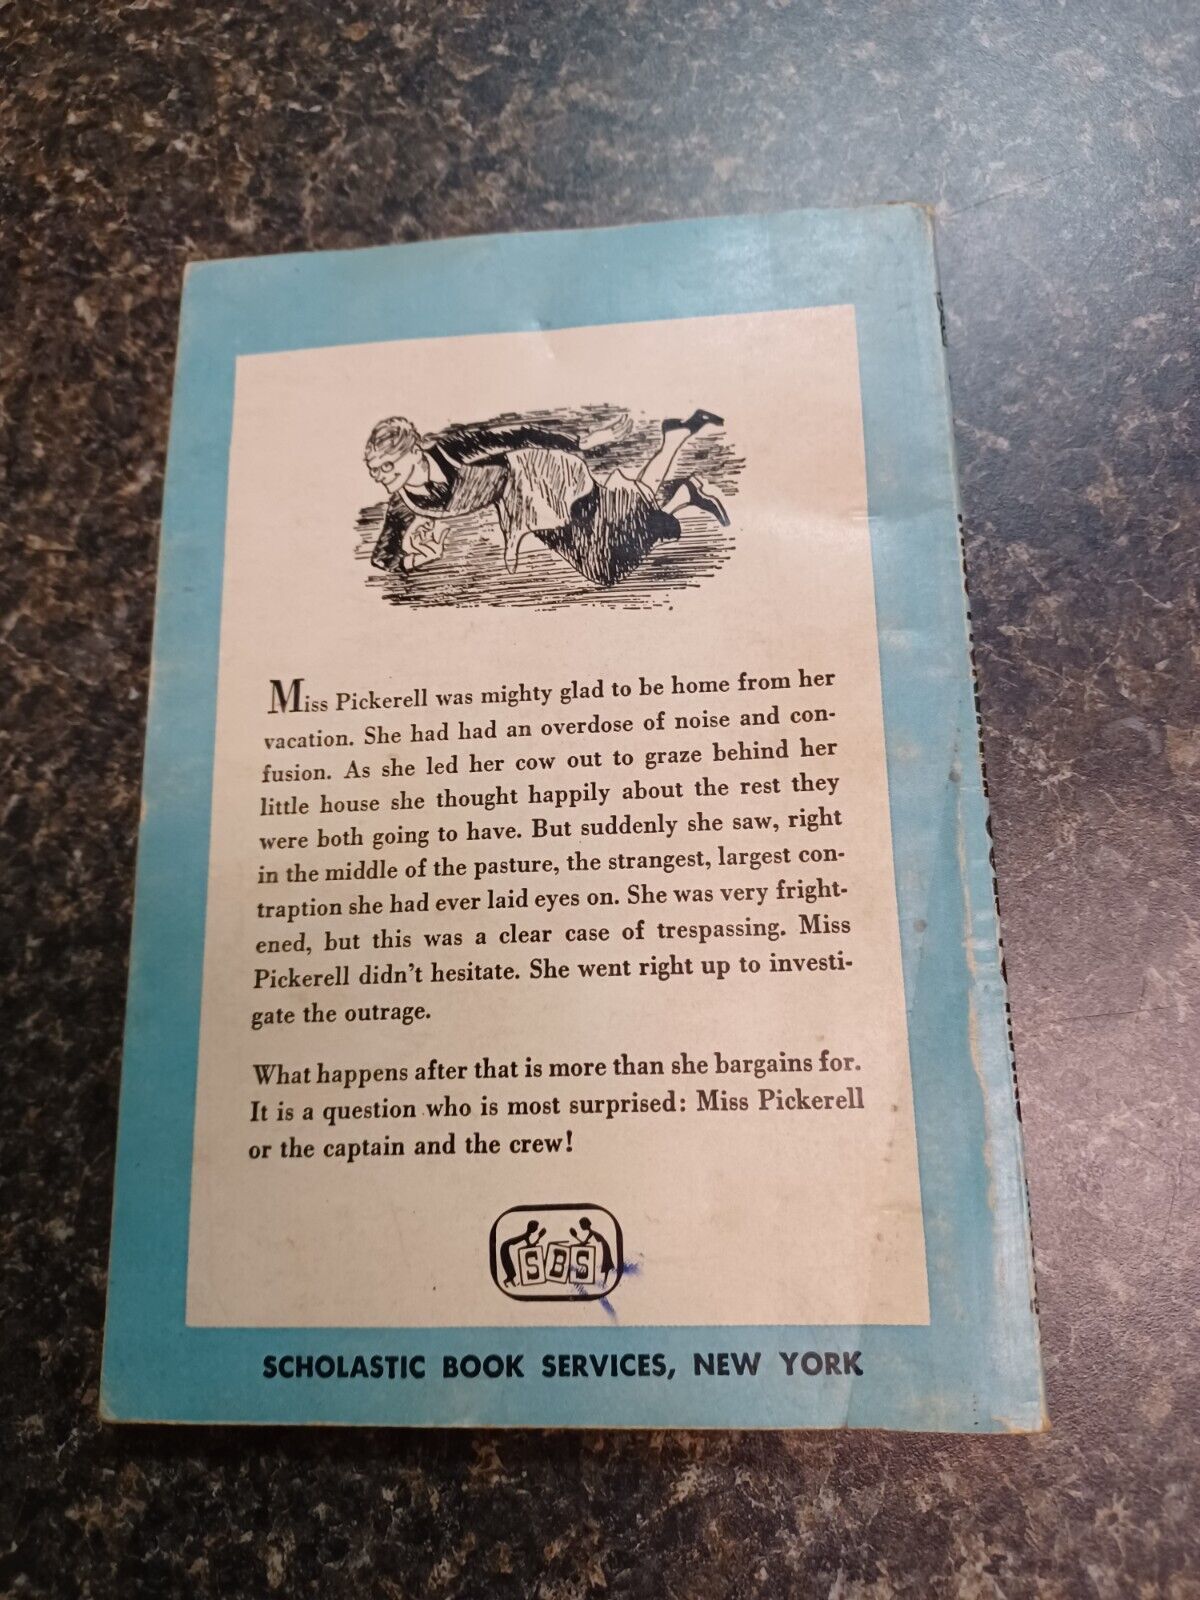 Miss Pickerell was mighty glad to be home from her
vacation. She had had an overdose of noise and con-
fusion. As she led her cow out to graze behind her
little house she thought happily about the rest they
were both going to have. But suddenly she saw, right
in the middle of the pasture, the strangest, largest con-
traption she had ever laid eyes on. She was very fright-
ened, but this was a clear case of trespassing. Miss
Pickerell didn't hesitate. She went right up to investi-
gate the outrage.
What happens after that is more than she bargains for.
It is a question who is most surprised: Miss Pickerell
or the captain and the crew!
SBS
SCHOLASTIC BOOK SERVICES, NEW YORK